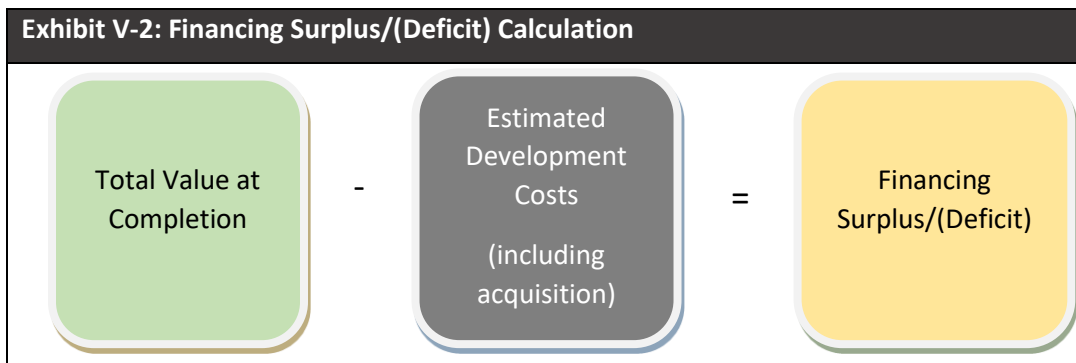 Exhibit V-2: Financing Surplus/(Deficit) Calculation
Total Value at
Completion
-
Estimated
Development
Costs
(including
acquisition)
=
Financing
Surplus/(Deficit)